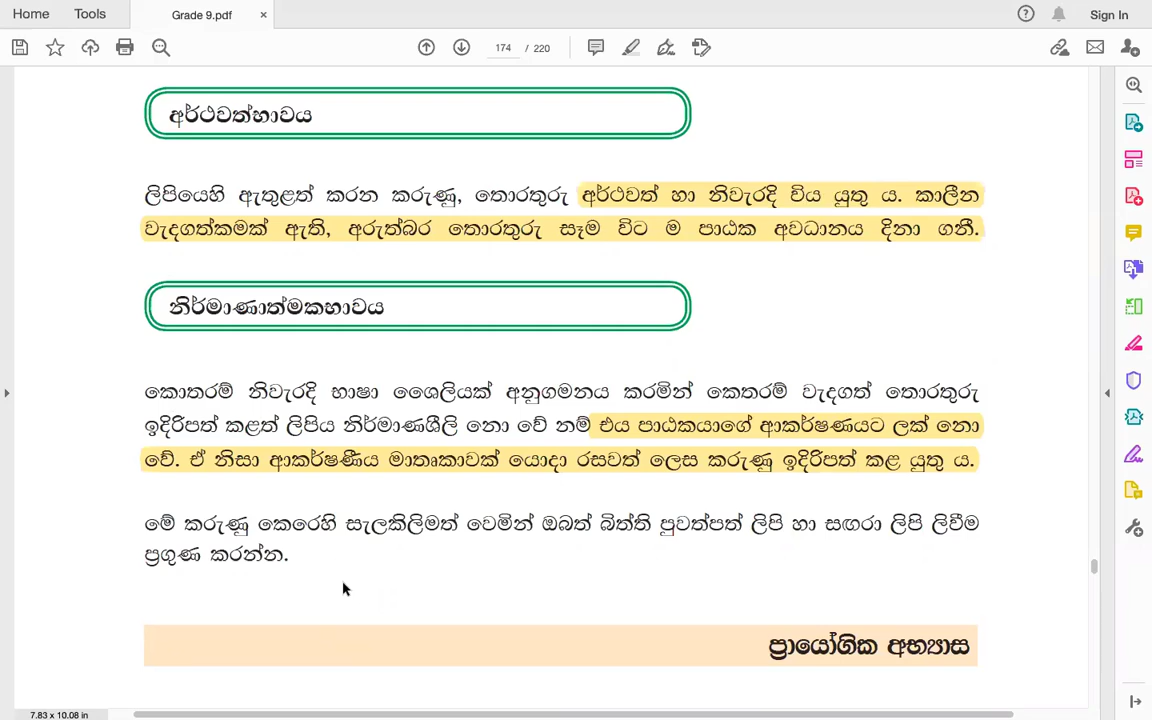 Home Tools Grade 9.pdf × Sign In
174 / 220
අර්ථවත්භාවය
ලිපියෙහි ඇතුළත් කරන කරුණු, තොරතුරු අර්ථවත් හා නිවැරදි විය යුතු ය. කාලීන
වැදගත්කමක් ඇති, අරුත්බර තොරතුරු සෑම විට ම පාඨක අවධානය දිනා ගනී.
නිර්මාණාත්මකභාවය
කොතරම් නිවැරදි භාෂා ශෛලියක් අනුගමනය කරමින් කෙතරම් වැදගත් තොරතුරු
ඉදිරිපත් කළත් ලිපිය නිර්මාණශීලි නො වේ නම් එය පාඨකයාගේ ආකර්ෂණයට ලක් නො
වේ. ඒ නිසා ආකර්ෂණීය මාතෘකාවක් යොදා රසවත් ලෙස කරුණු ඉදිරිපත් කළ යුතු ය.
මේ කරුණු කෙරෙහි සැලකිලිමත් වෙමින් ඔබත් බිත්ති පුවත්පත් ලිපි හා සඟරා ලිපි ලිවීම
ප්‍රගුණ කරන්න.
ප්‍රායෝගික අභ්‍යාස
7.83 x 10.08 in